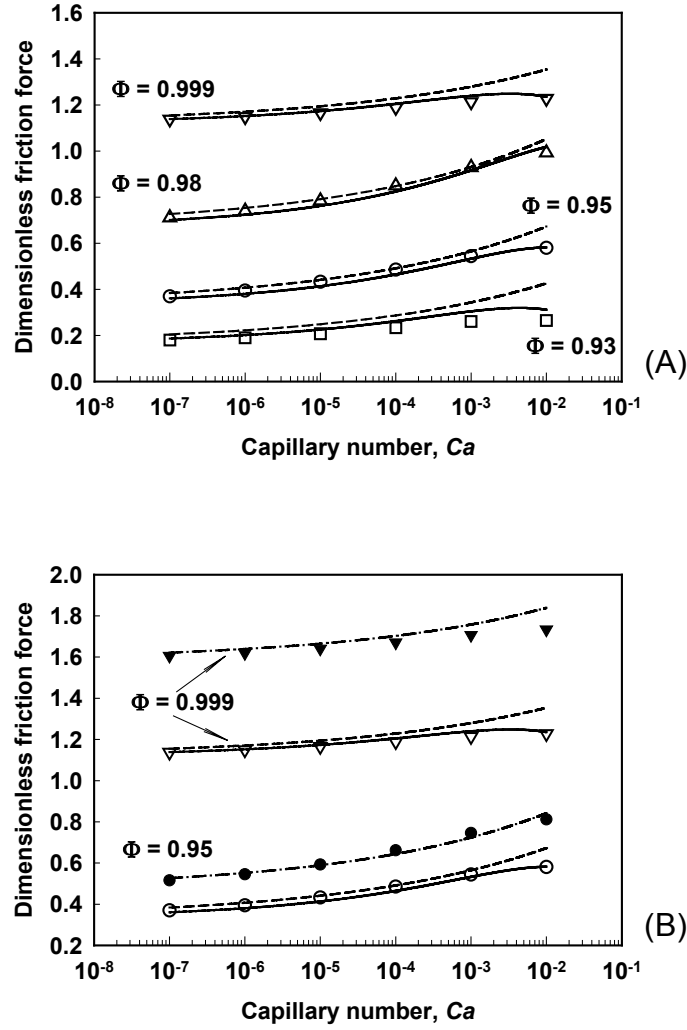 1.6
1.4
Φ = 0.999
1.2
1.0
Φ = 0.98
0.8
Φ = 0.95
0.6
0.4
0.2
Φ = 0.93
0.0
Dimensionless friction force
10⁻⁸ 10⁻⁷ 10⁻⁶ 10⁻⁵ 10⁻⁴ 10⁻³ 10⁻² 10⁻¹
Capillary number, Ca
(A)
2.0
1.8
1.6
1.4
Φ = 0.999
1.2
1.0
0.8
Φ = 0.95
0.6
0.4
0.2
Dimensionless friction force
10⁻⁸ 10⁻⁷ 10⁻⁶ 10⁻⁵ 10⁻⁴ 10⁻³ 10⁻² 10⁻¹
Capillary number, Ca
(B)